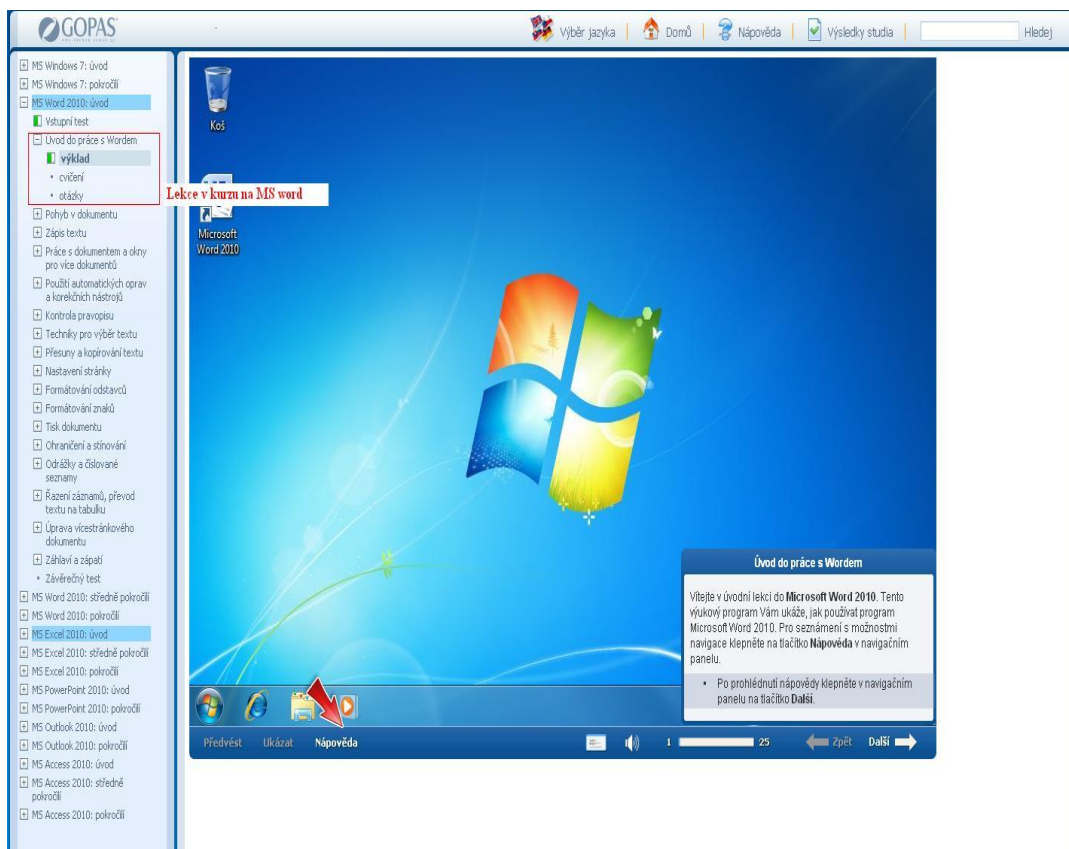 GOPAS
Výběr jazyka
Domů
Nápověda
Výsledky studia
Hledej
MS Windows 7: úvod
MS Windows 7: pokročilí
MS Word 2010: úvod
Vstupní test
Úvod do práce s Wordem
výklad
cvičení
otázky
Lekce v kurzu na MS word
Pohyb v dokumentu
Zápis textu
Práce s dokumentem a okny
pro více dokumentů
Použití automatických oprav
a korekčních nástrojů
Kontrola pravopisu
Techniky pro výběr textu
Přesuny a kopírování textu
Nastavení stránky
Formátování odstavců
Formátování znaků
Tisk dokumentu
Ohraničení a stínování
Odrážky a číslované
seznamy
Řazení záznamů, převod
textu na tabulku
Úprava vícestránkového
dokumentu
Záhlaví a zápatí
Závěrečný test
MS Word 2010: středně pokročilí
MS Word 2010: pokročilí
MS Excel 2010: úvod
MS Excel 2010: středně pokročilí
MS Excel 2010: pokročilí
MS PowerPoint 2010: úvod
MS PowerPoint 2010: pokročilí
MS Outlook 2010: úvod
MS Outlook 2010: pokročilí
MS Access 2010: úvod
MS Access 2010: středně
pokročilí
MS Access 2010: pokročilí
Koš
Microsoft
Word 2010
Úvod do práce s Wordem
Vítejte v úvodní lekci do Microsoft Word 2010. Tento
výukový program Vám ukáže, jak používat program
Microsoft Word 2010. Pro seznámení s možnostmi
navigace klepněte na tlačítko Nápověda v navigačním
panelu.
Po prohlédnutí nápovědy klepněte v navigačním
panelu na tlačítko Další.
Předvést Ukázat Nápověda
1 25 Zpět Další